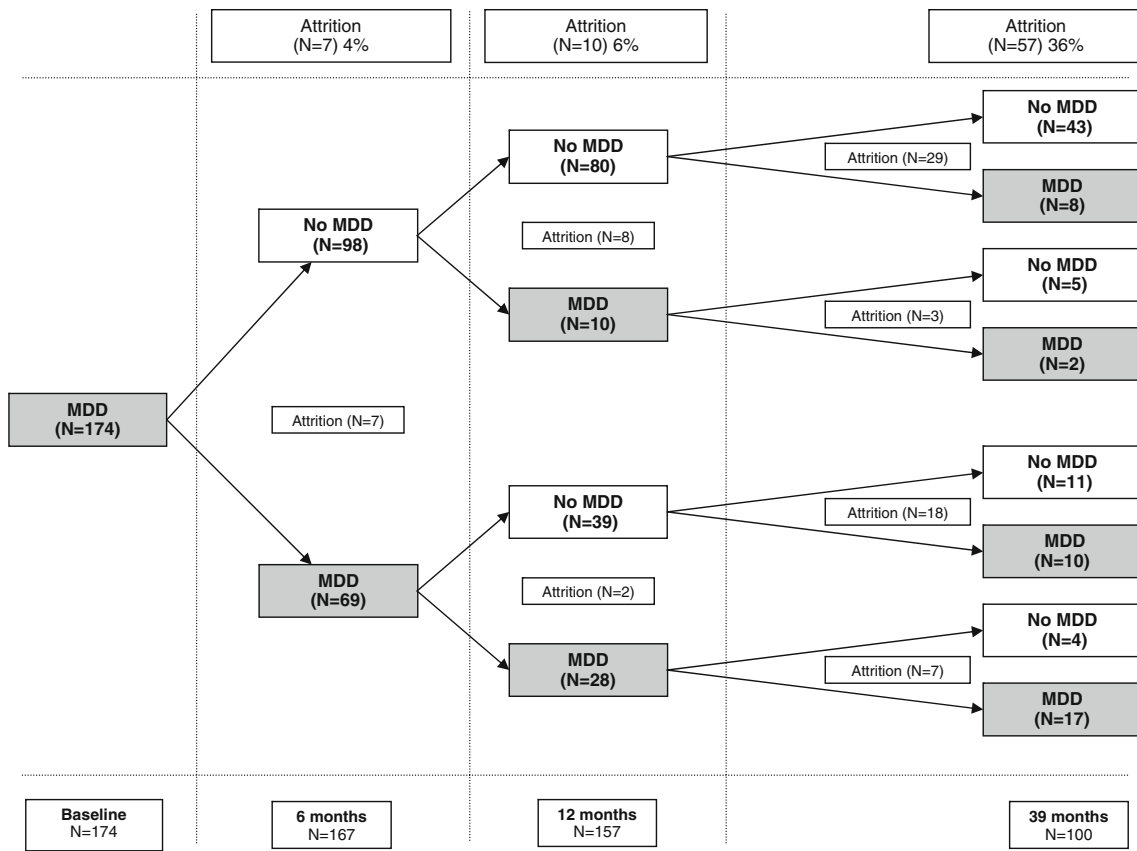 Attrition
(N=7) 4%
Attrition
(N=10) 6%
Attrition
(N=57) 36%
MDD
(N=174)
No MDD
(N=98)
Attrition (N=7)
MDD
(N=69)
No MDD
(N=80)
Attrition (N=8)
MDD
(N=10)
No MDD
(N=39)
Attrition (N=2)
MDD
(N=28)
No MDD
(N=43)
Attrition (N=29)
MDD
(N=8)
No MDD
(N=5)
Attrition (N=3)
MDD
(N=2)
No MDD
(N=11)
Attrition (N=18)
MDD
(N=10)
No MDD
(N=4)
Attrition (N=7)
MDD
(N=17)
Baseline
N=174
6 months
N=167
12 months
N=157
39 months
N=100